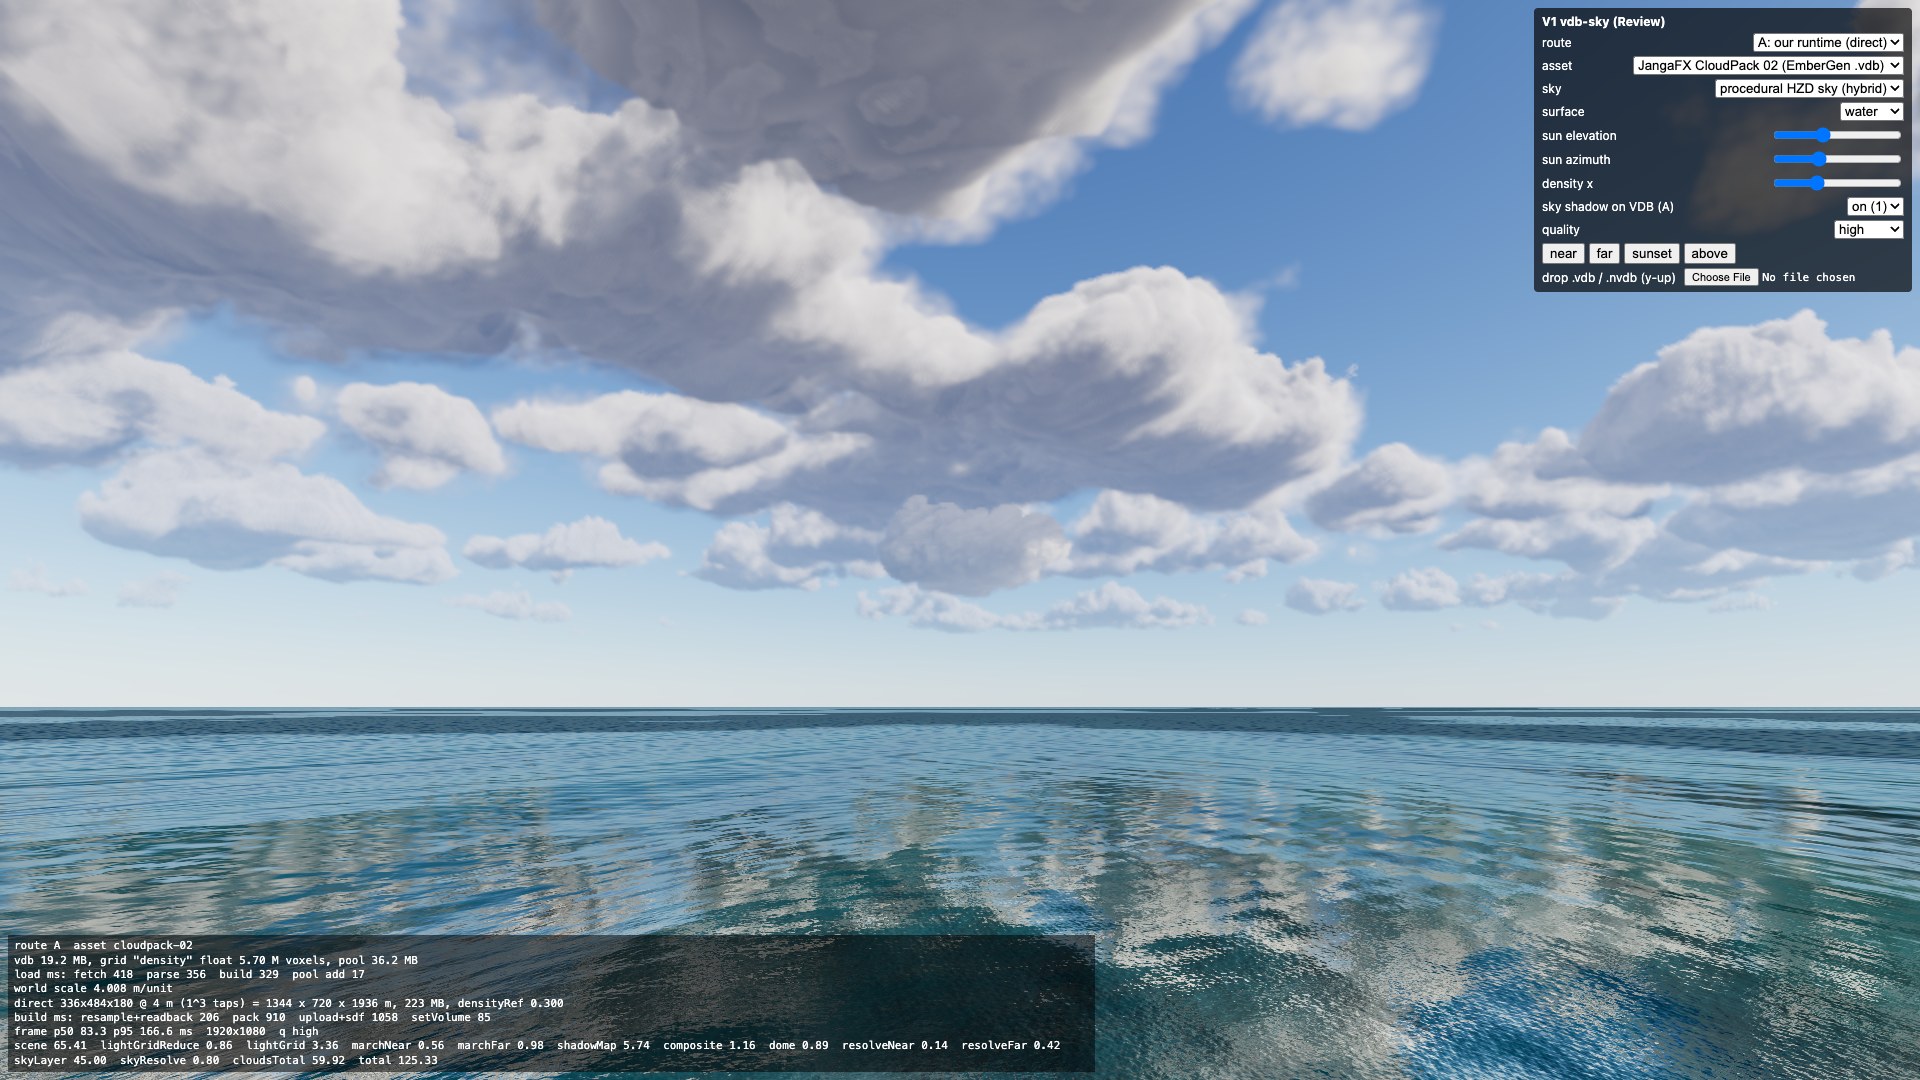 V1 vdb-sky (Review)
route A: our runtime (direct)
asset JangaFX CloudPack 02 (EmberGen .vdb)
sky procedural HZD sky (hybrid)
surface water
sun elevation
sun azimuth
density x
sky shadow on VDB (A) on (1)
quality high
near far sunset above
drop .vdb / .nvdb (y-up) Choose File No file chosen
route A  asset cloudpack-02
vdb 19.2 MB, grid "density" float 5.70 M voxels, pool 36.2 MB
load ms: fetch 418  parse 356  build 329  pool add 17
world scale 4.008 m/unit
direct 336x484x180 @ 4 m (1^3 taps) = 1344 x 720 x 1936 m, 223 MB, densityRef 0.300
build ms: resample+readback 206  pack 910  upload+sdf 1058  setVolume 85
frame p50 83.3 p95 166.6 ms  1920x1080  q high
scene 65.41  lightGridReduce 0.86  lightGrid 3.36  marchNear 0.56  marchFar 0.98  shadowMap 5.74  composite 1.16  dome 0.89  resolveNear 0.14  resolveFar 0.42
skyLayer 45.00  skyResolve 0.80  cloudsTotal 59.92  total 125.33